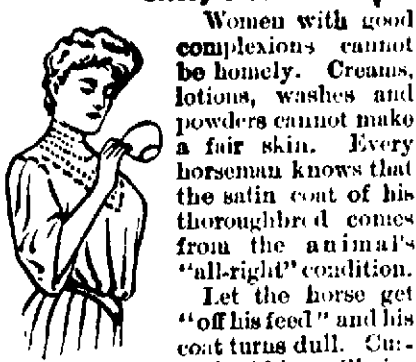 Women with good
complexions cannot
be homely. Creams,
lotions, washes and
powders cannot make
a fair skin. Every
horseman knows that
the satin coat of his
thoroughbred comes
from the animal's
"all-right" condition.
Let the horse get
"off his feed" and his
coat turns dull. Cur-